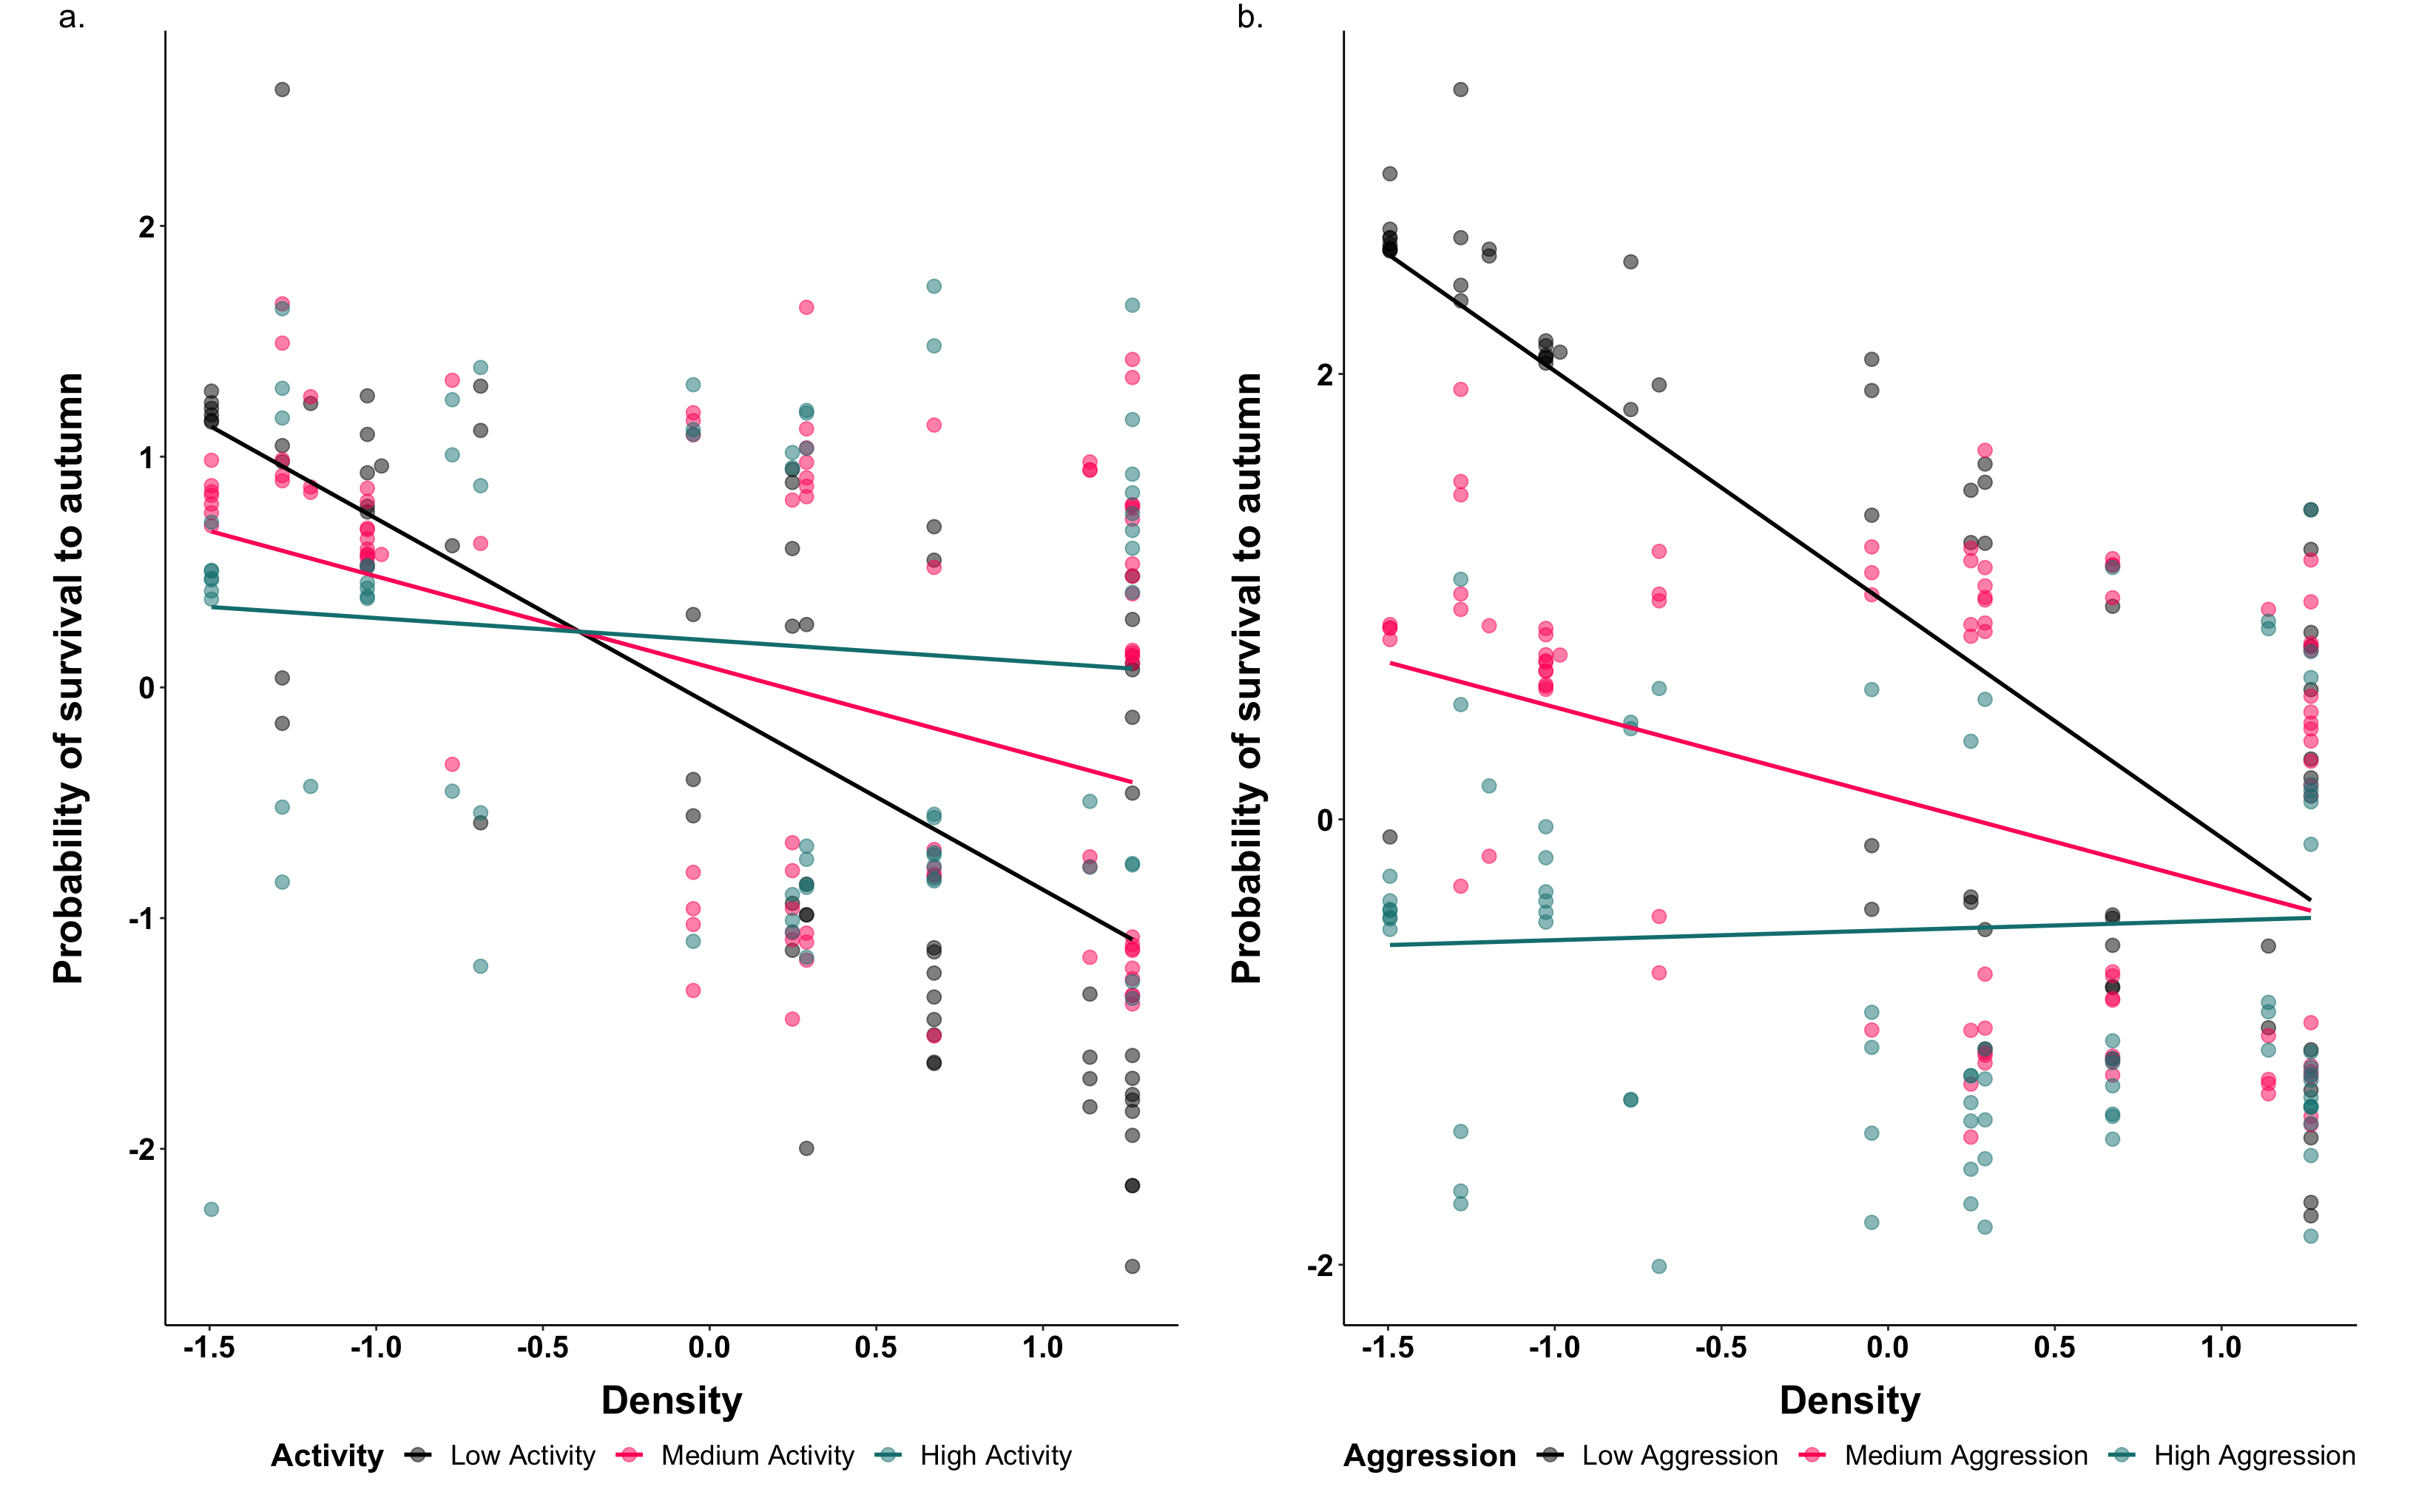 a.
Probability of survival to autumn
2
1
0
-1
-2
-1.5 -1.0 -0.5 0.0 0.5 1.0
Density
Activity Low Activity Medium Activity High Activity
b.
Probability of survival to autumn
2
0
-2
-1.5 -1.0 -0.5 0.0 0.5 1.0
Density
Aggression Low Aggression Medium Aggression High Aggression